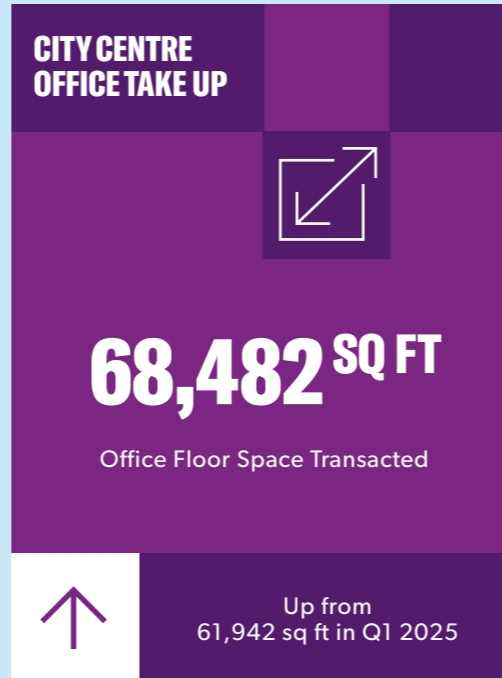 CITY CENTRE
OFFICE TAKE UP
68,482 SQ FT
Office Floor Space Transacted
Up from
61,942 sq ft in Q1 2025